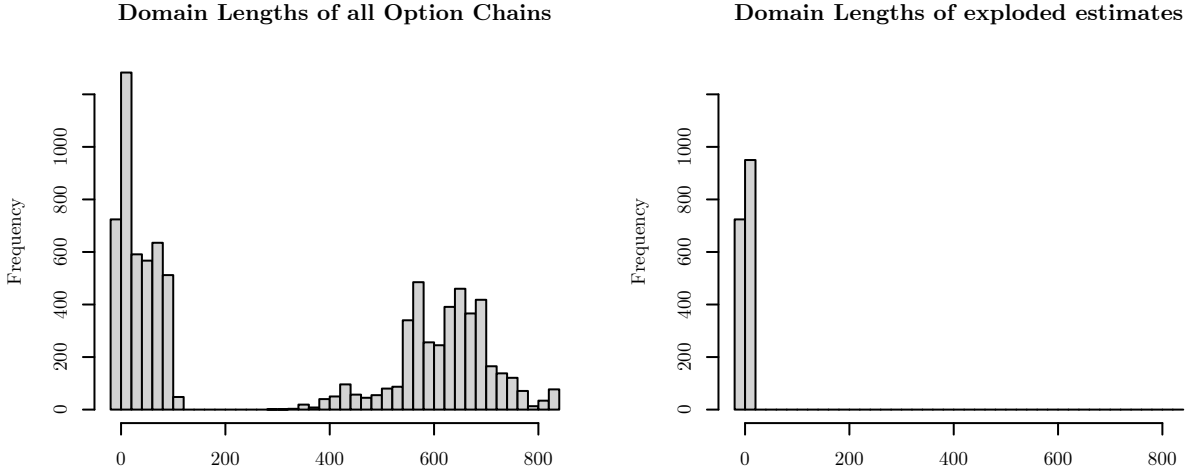 Domain Lengths of all Option Chains
Frequency
0 200 400 600 800 1000
0 200 400 600 800
Domain Lengths of exploded estimates
Frequency
0 200 400 600 800 1000
0 200 400 600 800